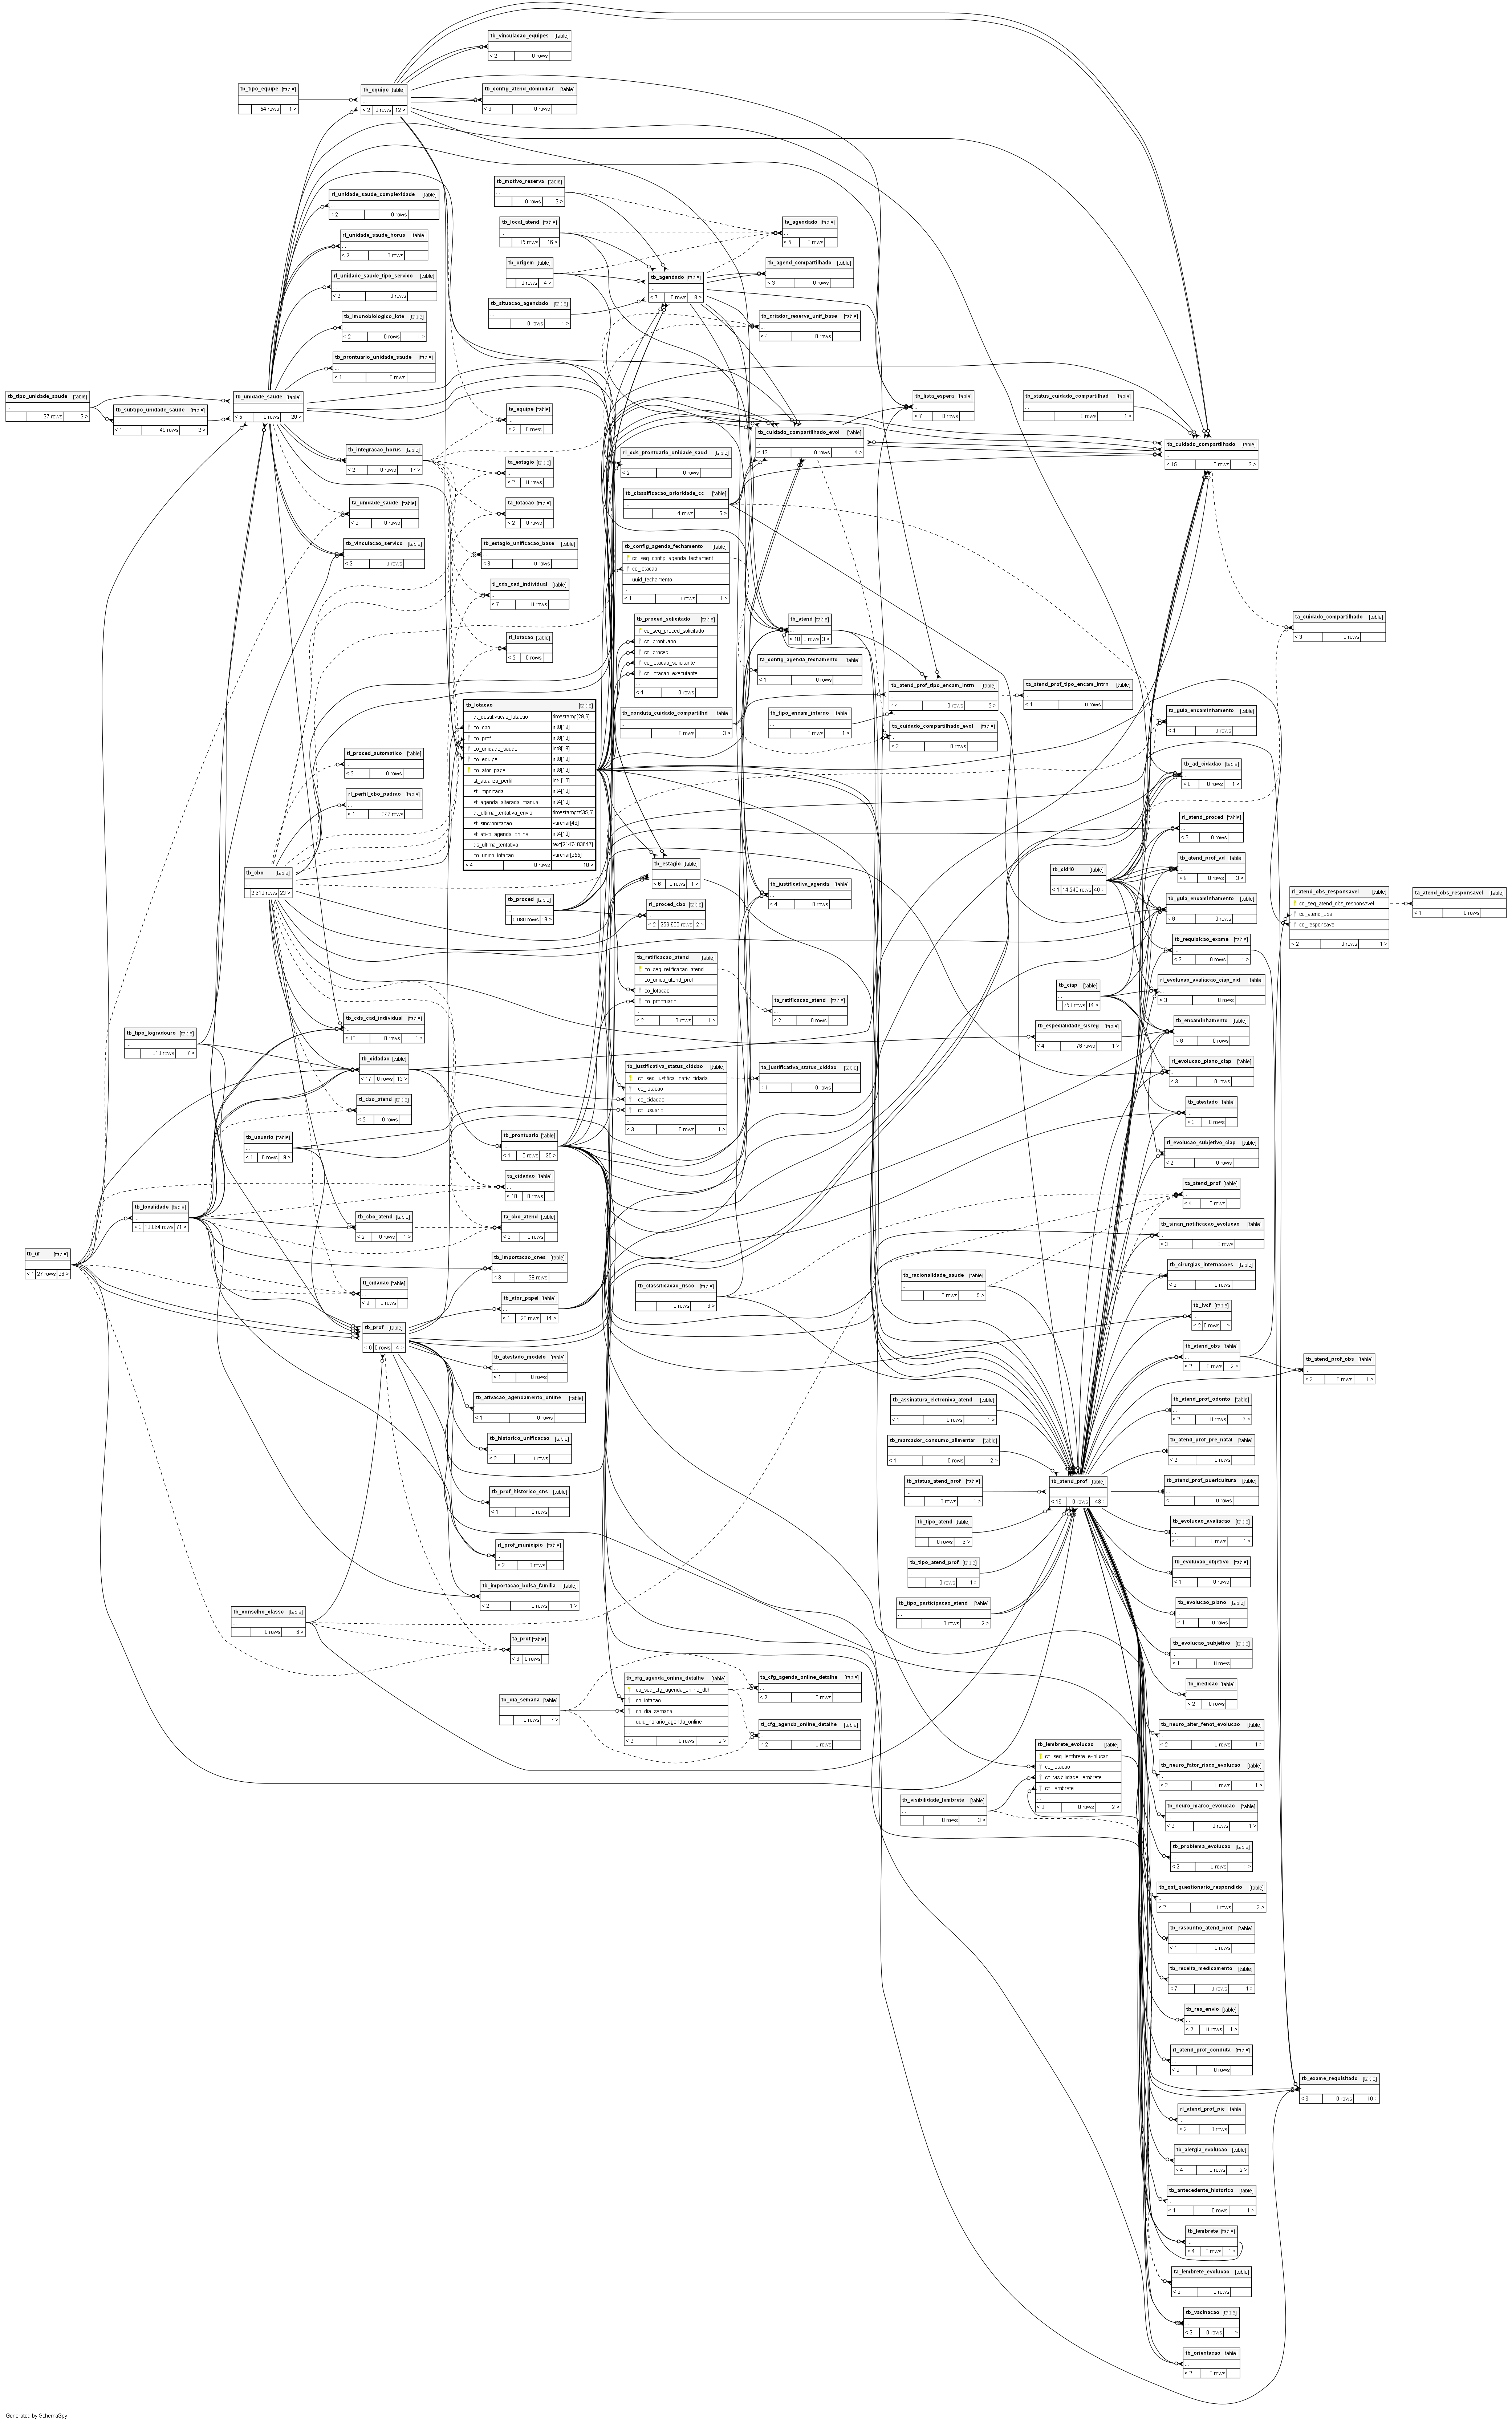 tb_vinculacao_equipes [table]
< 2 0 rows
tb_tipo_equipe [table]
54 rows 1 >
tb_equipe [table]
< 2 0 rows 12 >
tb_config_atend_domiciliar [table]
< 3 0 rows
rl_unidade_saude_complexidade [table]
< 2 0 rows
rl_unidade_saude_horus [table]
< 2 0 rows
rl_unidade_saude_tipo_servico [table]
< 2 0 rows
tb_imunobiologico_lote [table]
< 2 0 rows 1 >
tb_prontuario_unidade_saude [table]
< 1 0 rows
tb_tipo_unidade_saude [table]
37 rows 2 >
tb_subtipo_unidade_saude [table]
< 1 48 rows 2 >
tb_unidade_saude [table]
< 5 0 rows 20 >
tb_integracao_horus [table]
< 2 0 rows 17 >
ta_unidade_saude [table]
< 2 0 rows
tb_vinculacao_servico [table]
< 3 0 rows
tb_motivo_reserva [table]
0 rows 3 >
tb_local_atend [table]
15 rows 16 >
tb_origem [table]
0 rows 4 >
tb_situacao_agendado [table]
0 rows 1 >
tb_agendado [table]
< 7 0 rows 8 >
ta_agendado [table]
< 5 0 rows
tb_agend_compartilhado [table]
< 3 0 rows
tb_criador_reserva_unif_base [table]
< 4 0 rows
ta_equipe [table]
< 2 0 rows
ta_estagio [table]
< 2 0 rows
ta_lotacao [table]
< 2 0 rows
tb_estagio_unificacao_base [table]
< 3 0 rows
tl_cds_cad_individual [table]
< 7 0 rows
tl_lotacao [table]
< 2 0 rows
tb_lista_espera [table]
< 7 0 rows
tb_status_cuidado_compartilhad [table]
0 rows 1 >
tb_cuidado_compartilhado_evol [table]
< 12 0 rows 4 >
tb_cuidado_compartilhado [table]
< 15 0 rows 2 >
rl_cds_prontuario_unidade_saud [table]
< 2 0 rows
tb_classificacao_prioridade_cc [table]
4 rows 5 >
tb_config_agenda_fechamento [table]
co_seq_config_agenda_fechament
co_lotacao
uuid_fechamento
< 1 0 rows 1 >
tb_proced_solicitado [table]
co_seq_proced_solicitado
co_prontuario
co_proced
co_lotacao_solicitante
co_lotacao_executante
< 4 0 rows
tb_atend [table]
< 10 0 rows 3 >
ta_cuidado_compartilhado [table]
< 3 0 rows
ta_config_agenda_fechamento [table]
< 1 0 rows
tb_atend_prof_tipo_encam_intrn [table]
< 4 0 rows 2 >
ta_atend_prof_tipo_encam_intrn [table]
< 1 0 rows
tb_conduta_cuidado_compartilhd [table]
0 rows 3 >
tb_tipo_encam_interno [table]
0 rows 1 >
ta_cuidado_compartilhado_evol [table]
< 2 0 rows
ta_guia_encaminhamento [table]
< 4 0 rows
tb_lotacao [table]
dt_desativacao_lotacao timestamp[29,6]
co_cbo int8[19]
co_prof int8[19]
co_unidade_saude int8[19]
co_equipe int8[19]
co_ator_papel int8[19]
st_atualiza_perfil int4[10]
st_importada int4[10]
st_agenda_alterada_manual int4[10]
dt_ultima_tentativa_envio timestamptz[35,6]
st_sincronizacao varchar[48]
st_ativo_agenda_online int4[10]
ds_ultima_tentativa text[2147483647]
co_unico_lotacao varchar[255]
< 4 0 rows 18 >
tl_proced_automatico [table]
< 2 0 rows
rl_perfil_cbo_padrao [table]
< 1 397 rows
tb_cbo [table]
2.610 rows 23 >
tb_ad_cidadao [table]
< 8 0 rows 1 >
rl_atend_proced [table]
< 3 0 rows
tb_atend_prof_ad [table]
< 8 0 rows 3 >
tb_guia_encaminhamento [table]
< 6 0 rows
tb_cid10 [table]
< 1 14.240 rows 40 >
tb_estagio [table]
< 6 0 rows 1 >
tb_proced [table]
5.060 rows 19 >
rl_proced_cbo [table]
< 2 256.600 rows 2 >
tb_justificativa_agenda [table]
< 4 0 rows
rl_atend_obs_responsavel [table]
co_seq_atend_obs_responsavel
co_atend_obs
co_responsavel
< 2 0 rows 1 >
ta_atend_obs_responsavel [table]
< 1 0 rows
tb_requisicao_exame [table]
< 2 0 rows 1 >
rl_evolucao_avaliacao_ciap_cid [table]
< 3 0 rows
tb_ciap [table]
750 rows 14 >
tb_retificacao_atend [table]
co_seq_retificacao_atend
co_unico_atend_prof
co_lotacao
co_prontuario
< 2 0 rows 1 >
ta_retificacao_atend [table]
< 2 0 rows
tb_especialidade_sisreg [table]
< 4 76 rows 1 >
tb_encaminhamento [table]
< 6 0 rows
tb_tipo_logradouro [table]
313 rows 7 >
tb_cds_cad_individual [table]
< 10 0 rows 1 >
tb_cidadao [table]
< 17 0 rows 13 >
tl_cbo_atend [table]
< 2 0 rows
tb_justificativa_status_ciddao [table]
co_seq_justifica_inativ_cidada
co_lotacao
co_cidadao
co_usuario
< 3 0 rows 1 >
ta_justificativa_status_ciddao [table]
< 1 0 rows
rl_evolucao_plano_ciap [table]
< 3 0 rows
tb_atestado [table]
< 3 0 rows
rl_evolucao_subjetivo_ciap [table]
< 2 0 rows
tb_usuario [table]
< 1 6 rows 9 >
tb_prontuario [table]
< 1 0 rows 36 >
ta_cidadao [table]
< 10 0 rows
ta_atend_prof [table]
< 4 0 rows
tb_localidade [table]
< 3 10.864 rows 71 >
tb_cbo_atend [table]
< 2 0 rows 1 >
ta_cbo_atend [table]
< 3 0 rows
tb_sinan_notificacao_evolucao [table]
< 3 0 rows
tb_uf [table]
< 1 27 rows 26 >
tb_importacao_cnes [table]
< 3 28 rows
tb_cirurgias_internacoes [table]
< 2 0 rows
tl_cidadao [table]
< 9 0 rows
tb_ator_papel [table]
< 1 20 rows 14 >
tb_classificacao_risco [table]
0 rows 8 >
tb_racionalidade_saude [table]
0 rows 5 >
tb_ivcf [table]
< 2 0 rows 1 >
tb_prof [table]
< 6 0 rows 14 >
tb_atend_obs [table]
< 2 0 rows 2 >
tb_atend_prof_obs [table]
< 2 0 rows 1 >
tb_atestado_modelo [table]
< 1 0 rows
tb_ativacao_agendamento_online [table]
< 1 0 rows
tb_historico_unificacao [table]
< 2 0 rows
tb_prof_historico_cns [table]
< 1 0 rows
rl_prof_municipio [table]
< 2 0 rows
tb_importacao_bolsa_familia [table]
< 2 0 rows 1 >
tb_conselho_classe [table]
0 rows 6 >
ta_prof [table]
< 3 0 rows
tb_assinatura_eletronica_atend [table]
< 1 0 rows 1 >
tb_marcador_consumo_alimentar [table]
< 1 0 rows 2 >
tb_status_atend_prof [table]
0 rows 1 >
tb_tipo_atend [table]
0 rows 6 >
tb_tipo_atend_prof [table]
0 rows 1 >
tb_tipo_participacao_atend [table]
0 rows 2 >
tb_atend_prof [table]
< 16 0 rows 43 >
tb_atend_prof_odonto [table]
< 2 0 rows 7 >
tb_atend_prof_pre_natal [table]
< 2 0 rows
tb_atend_prof_puericultura [table]
< 1 0 rows
tb_evolucao_avaliacao [table]
< 1 0 rows 1 >
tb_evolucao_objetivo [table]
< 1 0 rows
tb_evolucao_plano [table]
< 1 0 rows
tb_evolucao_subjetivo [table]
< 1 0 rows
tb_medicao [table]
< 2 0 rows
tb_dia_semana [table]
0 rows 7 >
tb_cfg_agenda_online_detalhe [table]
co_seq_cfg_agenda_online_dtlh
co_lotacao
co_dia_semana
uuid_horario_agenda_online
< 2 0 rows 2 >
ta_cfg_agenda_online_detalhe [table]
< 2 0 rows
tl_cfg_agenda_online_detalhe [table]
< 2 0 rows
tb_neuro_alter_fenot_evolucao [table]
< 2 0 rows 1 >
tb_neuro_fator_risco_evolucao [table]
< 2 0 rows 1 >
tb_lembrete_evolucao [table]
co_seq_lembrete_evolucao
co_lotacao
co_visibilidade_lembrete
co_lembrete
< 3 0 rows 2 >
tb_visibilidade_lembrete [table]
0 rows 3 >
tb_neuro_marco_evolucao [table]
< 2 0 rows 1 >
tb_problema_evolucao [table]
< 2 0 rows 1 >
tb_qst_questionario_respondido [table]
< 2 0 rows 2 >
tb_rascunho_atend_prof [table]
< 1 0 rows
tb_receita_medicamento [table]
< 7 0 rows 1 >
tb_res_envio [table]
< 2 0 rows 1 >
rl_atend_prof_conduta [table]
< 2 0 rows
tb_exame_requisitado [table]
< 6 0 rows 10 >
rl_atend_prof_pic [table]
< 2 0 rows
tb_alergia_evolucao [table]
< 4 0 rows 2 >
tb_antecedente_historico [table]
< 1 0 rows 1 >
tb_lembrete [table]
< 4 0 rows 1 >
ta_lembrete_evolucao [table]
< 2 0 rows
tb_vacinacao [table]
< 2 0 rows 1 >
tb_orientacao [table]
< 2 0 rows
Generated by SchemaSpy